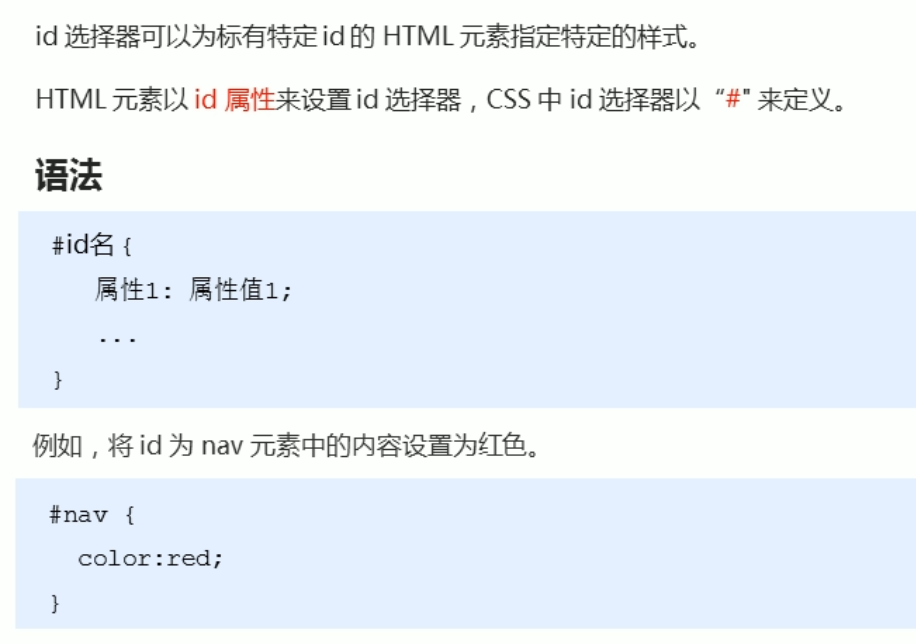 id 选择器可以为标有特定 id 的 HTML 元素指定特定的样式。
HTML 元素以 id 属性来设置 id 选择器，CSS 中 id 选择器以“#" 来定义。
语法
#id名 {
属性1: 属性值1;
...
}
例如，将 id 为 nav 元素中的内容设置为红色。
#nav {
color:red;
}